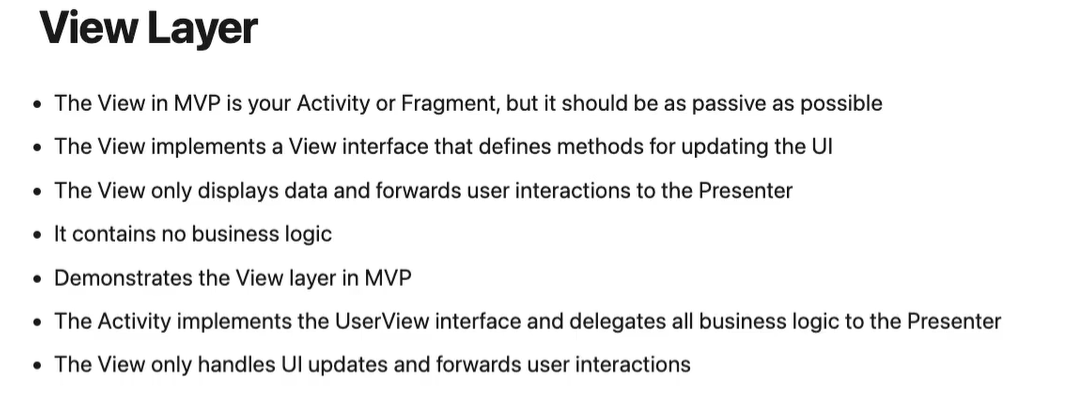 View Layer
• The View in MVP is your Activity or Fragment, but it should be as passive as possible
• The View implements a View interface that defines methods for updating the UI
• The View only displays data and forwards user interactions to the Presenter
• It contains no business logic
• Demonstrates the View layer in MVP
• The Activity implements the UserView interface and delegates all business logic to the Presenter
• The View only handles UI updates and forwards user interactions